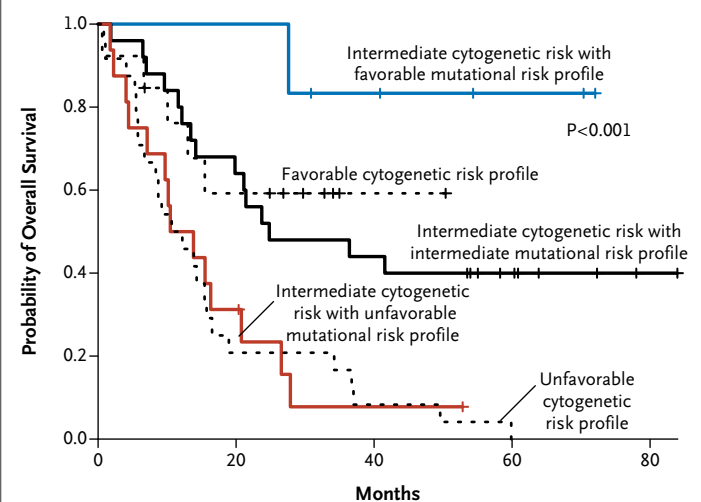 1.0
0.8
0.6
0.4
0.2
0.0
0
20
40
60
80
Probability of Overall Survival
Months
Intermediate cytogenetic risk with
favorable mutational risk profile
P<0.001
Favorable cytogenetic risk profile
Intermediate cytogenetic risk with
intermediate mutational risk profile
Intermediate cytogenetic
risk with unfavorable
mutational risk profile
Unfavorable
cytogenetic
risk profile